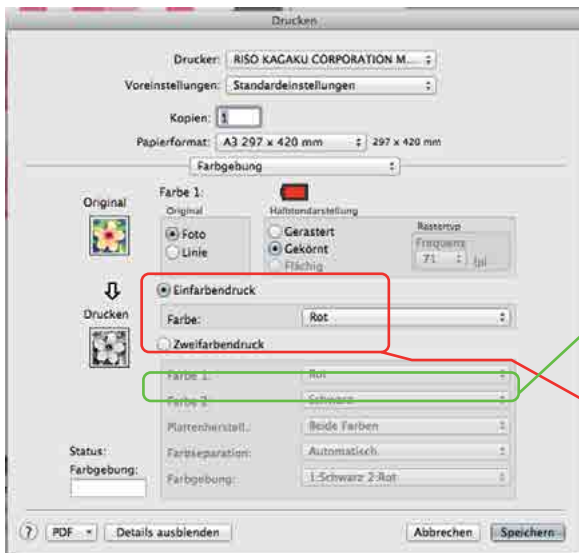 Drucken
Drucker: RISO KAGAKU CORPORATION M...
Voreinstellungen: Standardeinstellungen
Kopien: 1
Papierformat: A3 297 x 420 mm 297 x 420 mm
Farbgebung
Original
Farbe 1:
Original
Halbtondarstellung
Foto
Linie
Gerastert
Gekörnt
Flächig
Rastertyp
Frequenz
71 lpi
Einfarbendruck
Drucken
Farbe: Rot
Zweifarbendruck
Farbe 1: Rot
Farbe 2: Schwarz
Plattenherstell.: Beide Farben
Farbseparation: Automatisch
Farbgebung: 1:Schwarz 2:Rot
Status:
Farbgebung:
? PDF Details ausblenden Abbrechen Speichern